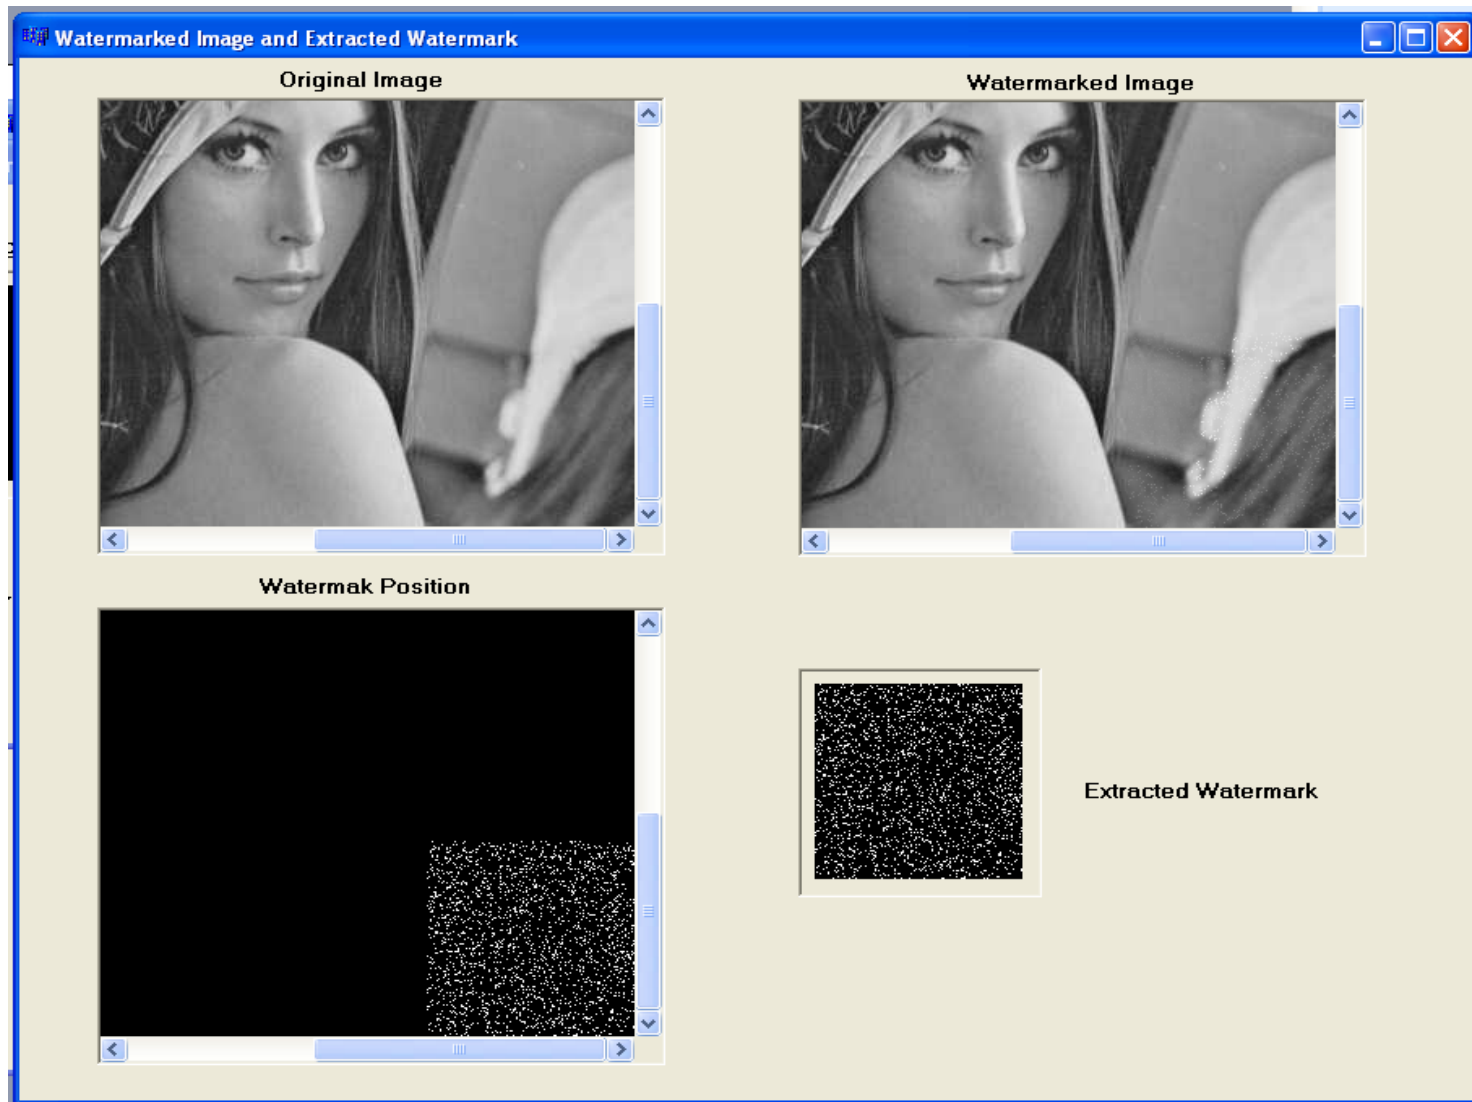 Watermarked Image and Extracted Watermark
Original Image
Watermarked Image
Watermak Position
Extracted Watermark